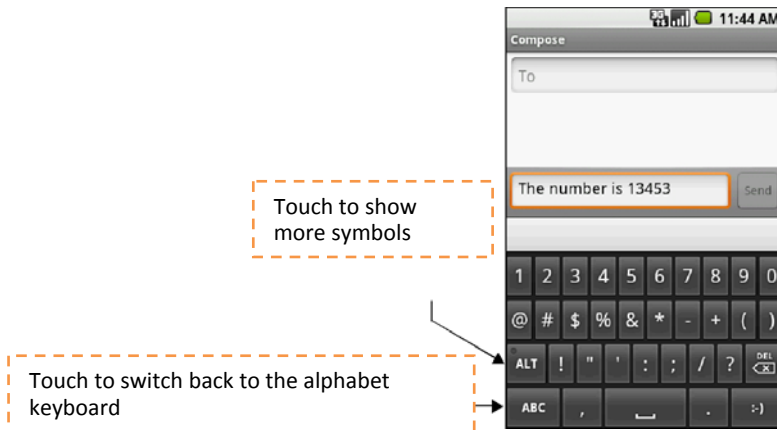 11:44 AM
Compose
To
The number is 13453
Send
Touch to show
more symbols
1 2 3 4 5 6 7 8 9 0
@ # $ % & * - + ( )
ALT ! " ' : ; / ? DEL
Touch to switch back to the alphabet
keyboard
ABC , . :-)